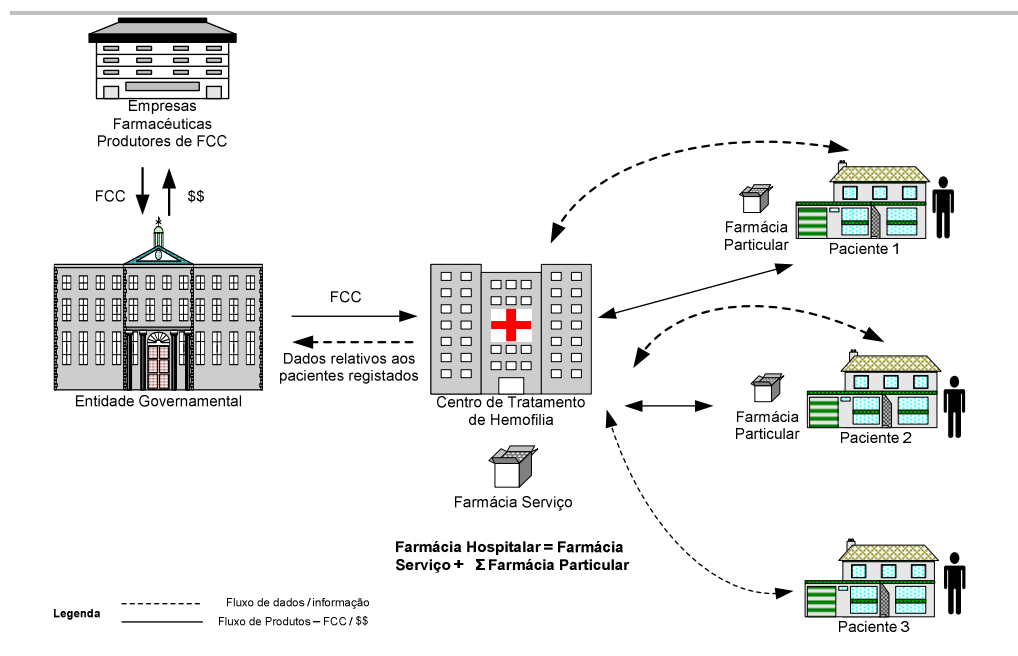 Empresas
Farmacéuticas
Produtores de FCC
FCC
$$
Entidade Governamental
FCC
Dados relativos aos
pacientes registados
Centro de Tratamento
de Hemofilia
Farmácia Serviço
Farmácia Hospitalar = Farmácia
Serviço + Σ Farmácia Particular
Farmácia
Particular
Paciente 1
Farmácia
Particular
Paciente 2
Paciente 3
Legenda
Fluxo de dados / informação
Fluxo de Produtos – FCC / $$